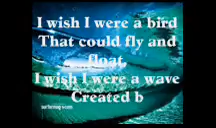 I wish I were a bird
That could fly and
float,
I wish I were a wave
Created b